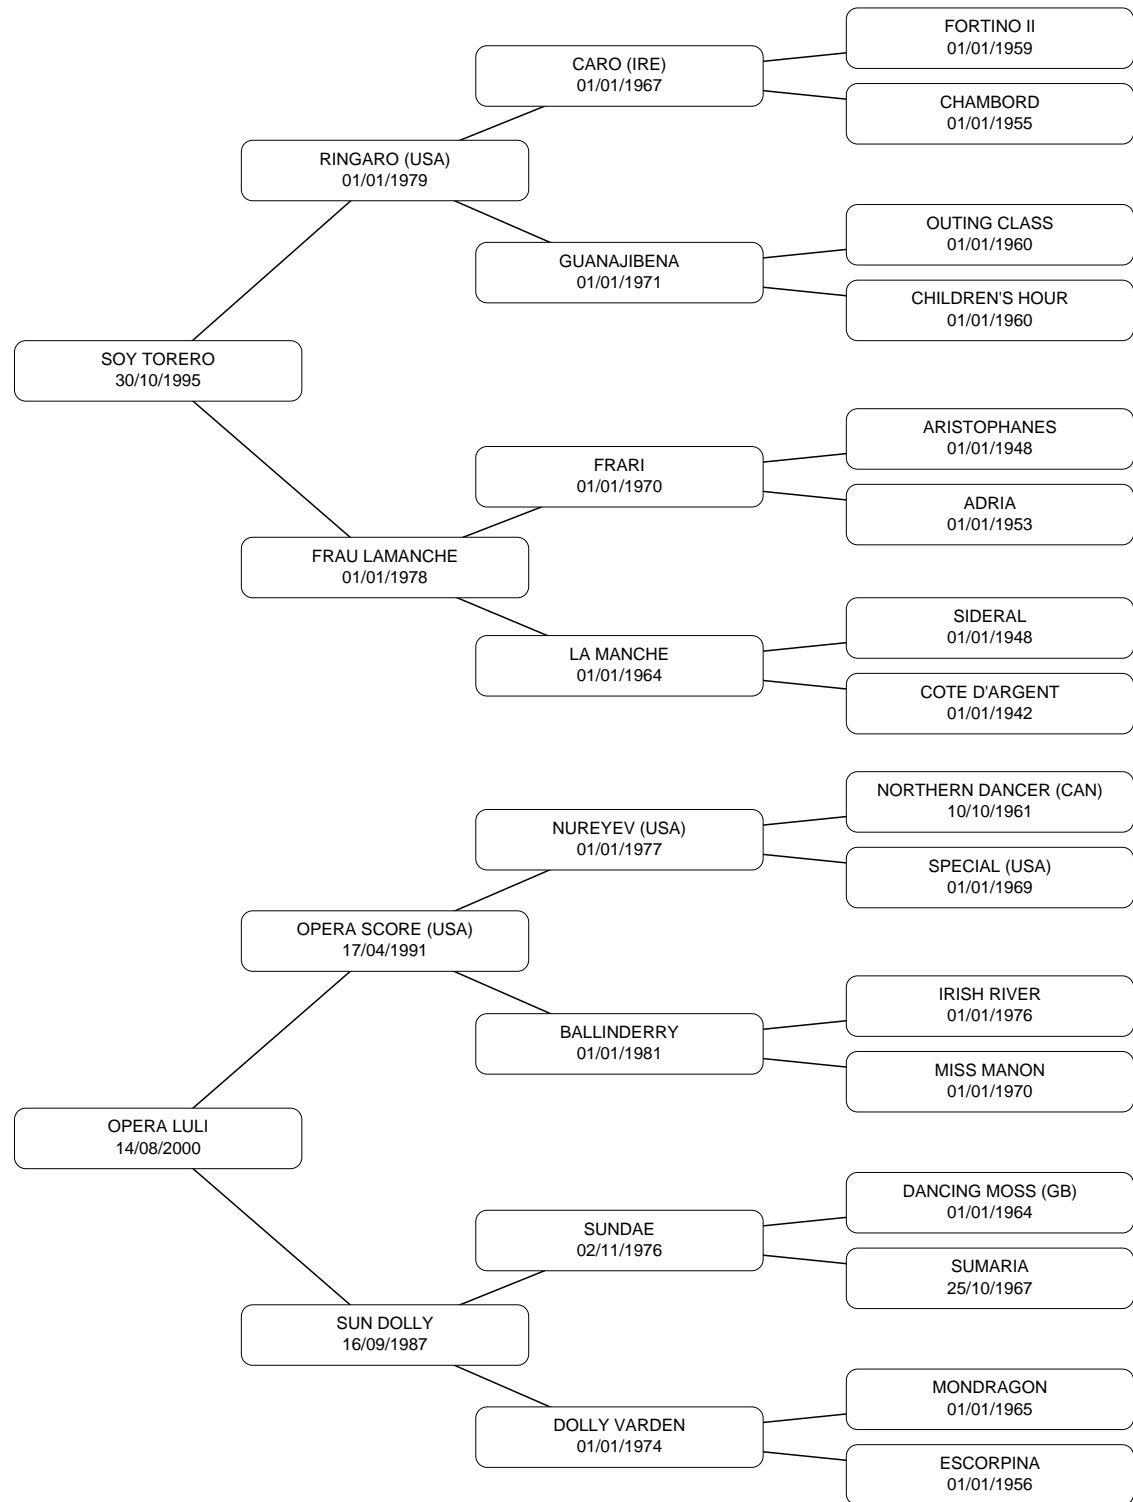 FORTINO II
01/01/1959
CARO (IRE)
01/01/1967
CHAMBORD
01/01/1955
RINGARO (USA)
01/01/1979
OUTING CLASS
01/01/1960
GUANAJIBENA
01/01/1971
CHILDREN'S HOUR
01/01/1960
SOY TORERO
30/10/1995
ARISTOPHANES
01/01/1948
FRARI
01/01/1970
ADRIA
01/01/1953
FRAU LAMANCHE
01/01/1978
SIDERAL
01/01/1948
LA MANCHE
01/01/1964
COTE D'ARGENT
01/01/1942
NORTHERN DANCER (CAN)
10/10/1961
NUREYEV (USA)
01/01/1977
SPECIAL (USA)
01/01/1969
OPERA SCORE (USA)
17/04/1991
IRISH RIVER
01/01/1976
BALLINDERRY
01/01/1981
MISS MANON
01/01/1970
OPERA LULI
14/08/2000
DANCING MOSS (GB)
01/01/1964
SUNDAE
02/11/1976
SUMARIA
25/10/1967
SUN DOLLY
16/09/1987
MONDRAGON
01/01/1965
DOLLY VARDEN
01/01/1974
ESCORPINA
01/01/1956